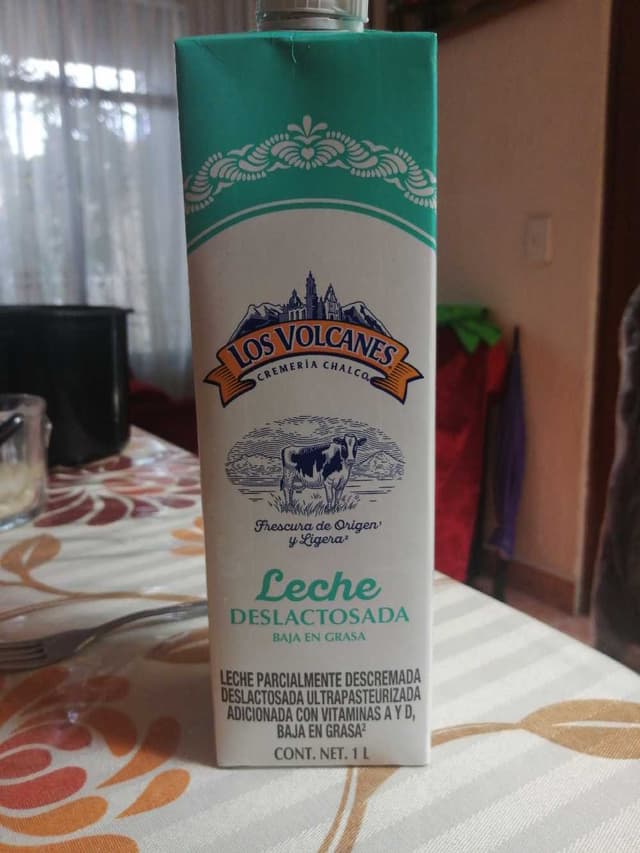 LOS VOLCANES
CREMERÍA CHALCO
Frescura de Origen¹
y Ligera²
Leche
DESLACTOSADA
BAJA EN GRASA
LECHE PARCIALMENTE DESCREMADA
DESLACTOSADA ULTRAPASTEURIZADA
ADICIONADA CON VITAMINAS A Y D,
BAJA EN GRASA²
CONT. NET. 1 L